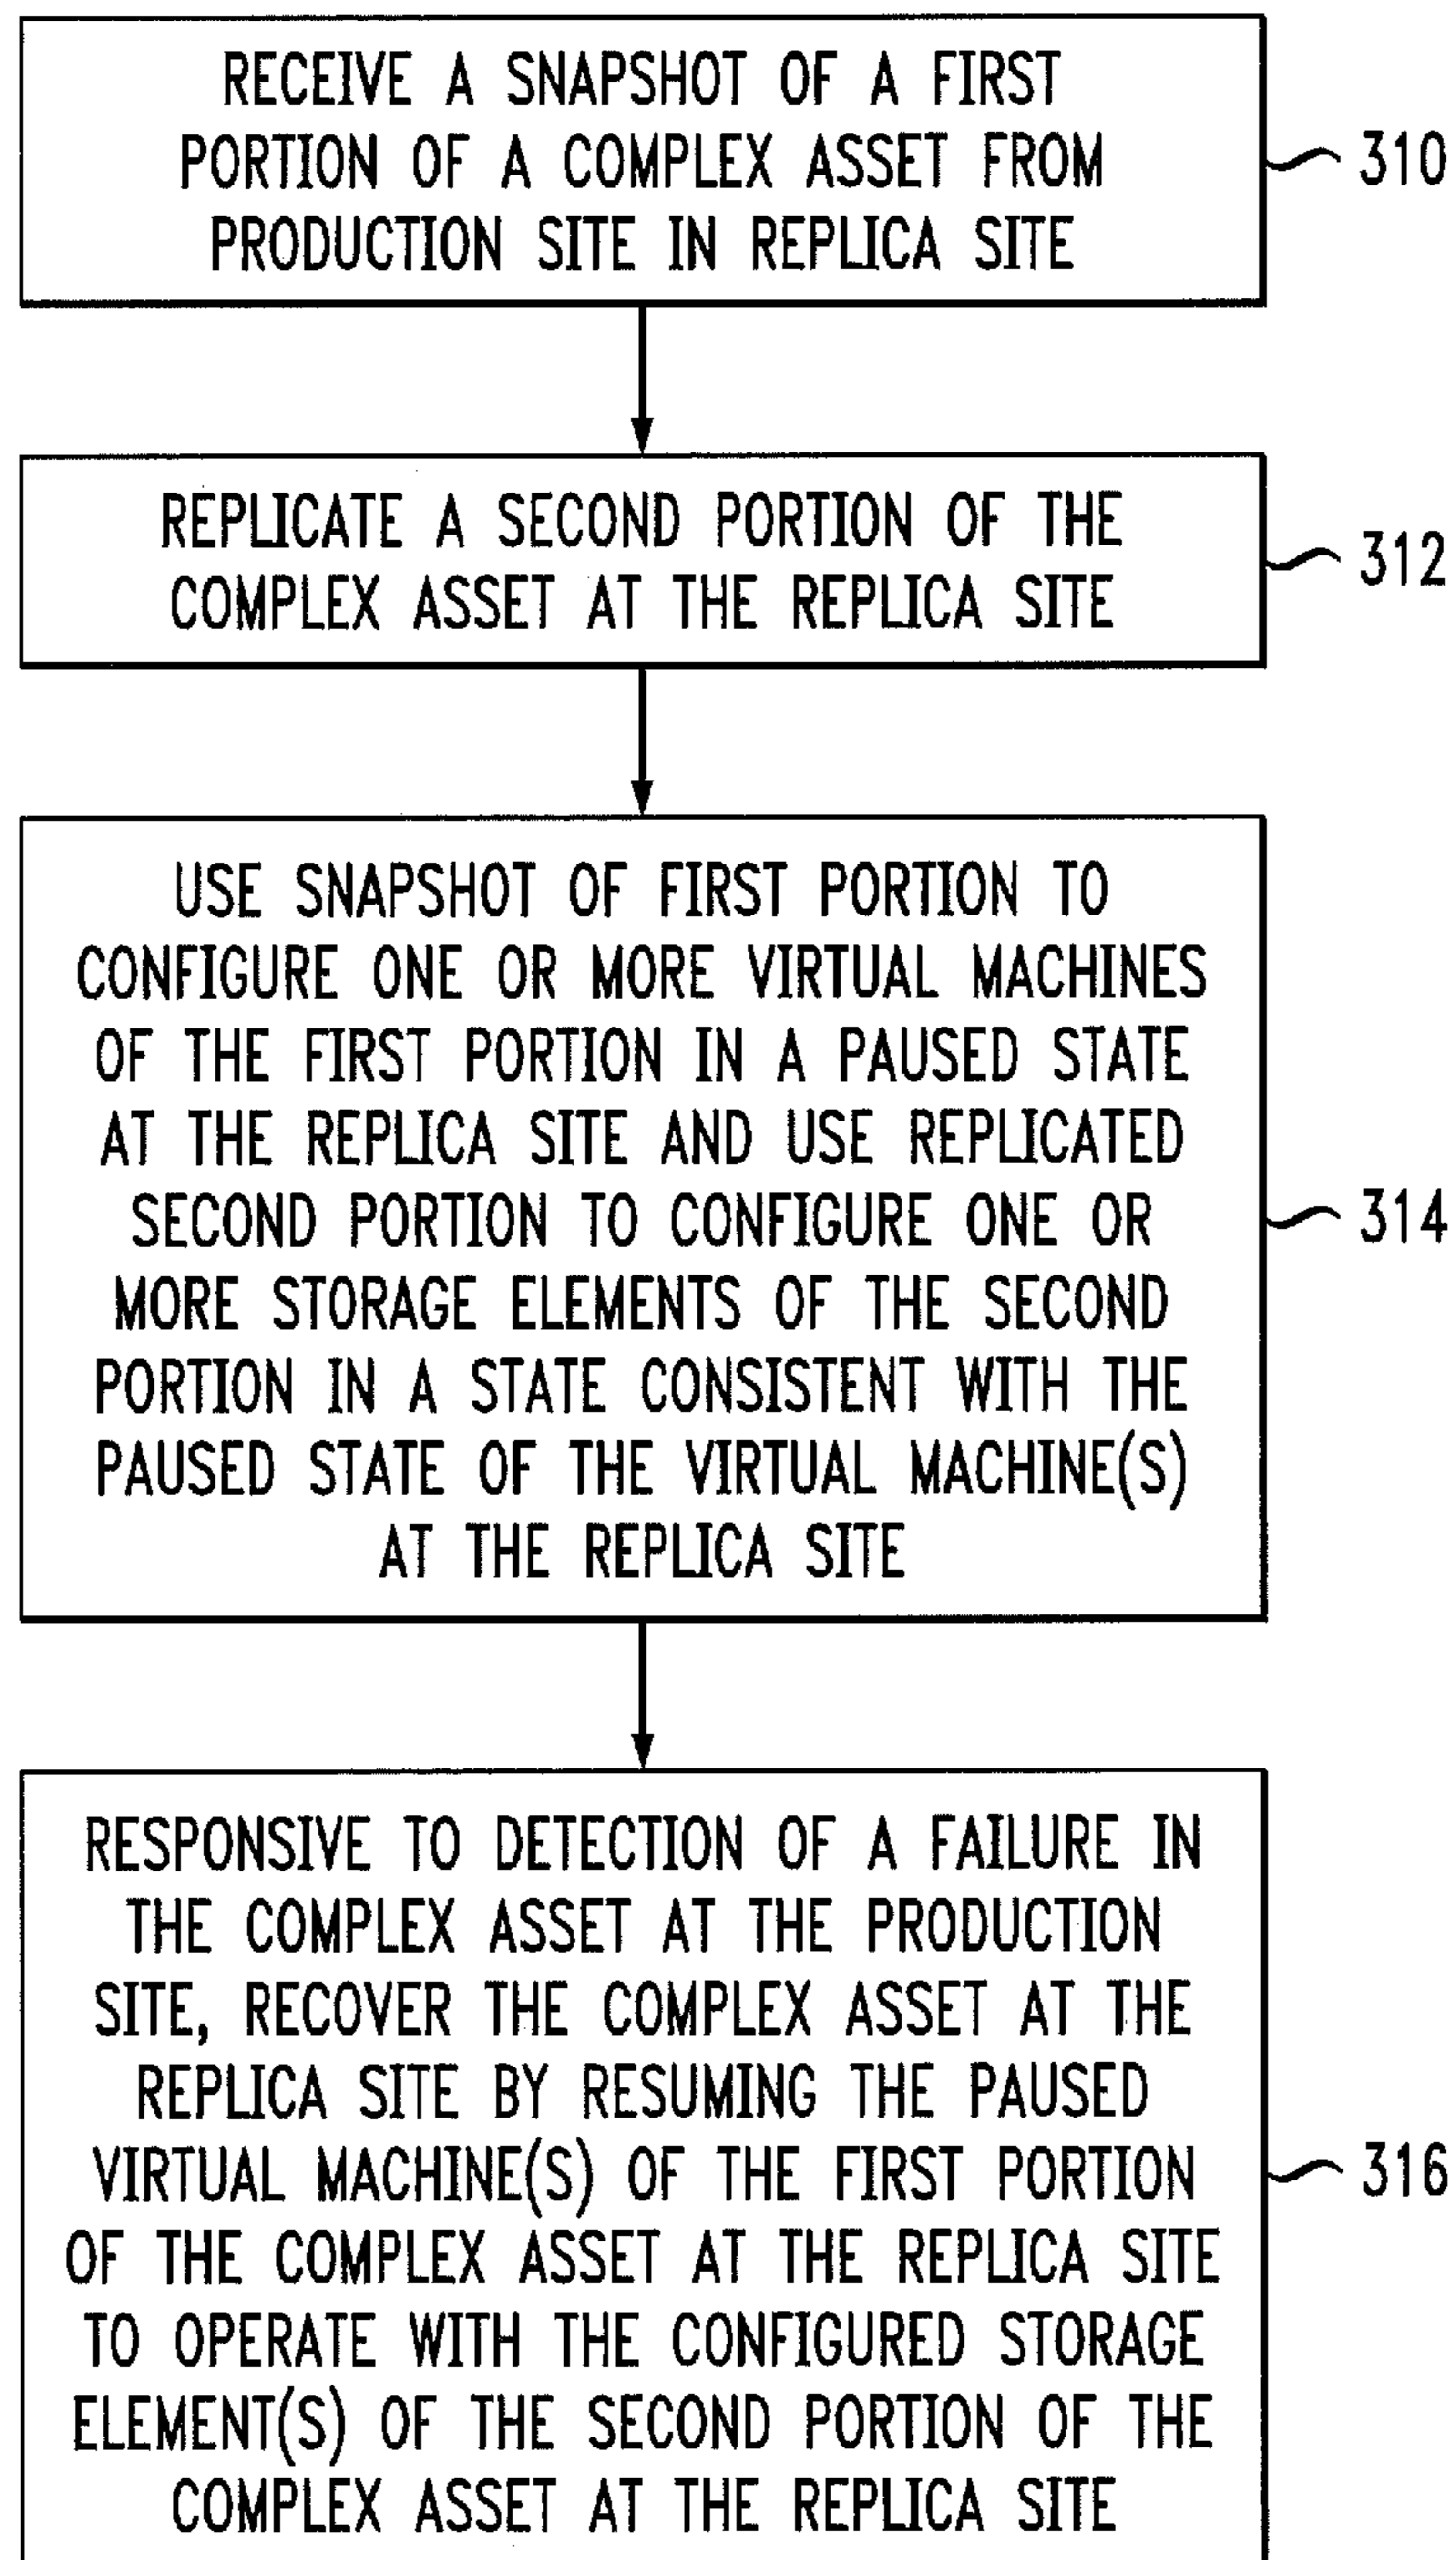 RECEIVE A SNAPSHOT OF A FIRST
PORTION OF A COMPLEX ASSET FROM
PRODUCTION SITE IN REPLICA SITE
310
REPLICATE A SECOND PORTION OF THE
COMPLEX ASSET AT THE REPLICA SITE
312
USE SNAPSHOT OF FIRST PORTION TO
CONFIGURE ONE OR MORE VIRTUAL MACHINES
OF THE FIRST PORTION IN A PAUSED STATE
AT THE REPLICA SITE AND USE REPLICATED
SECOND PORTION TO CONFIGURE ONE OR
MORE STORAGE ELEMENTS OF THE SECOND
PORTION IN A STATE CONSISTENT WITH THE
PAUSED STATE OF THE VIRTUAL MACHINE(S)
AT THE REPLICA SITE
314
RESPONSIVE TO DETECTION OF A FAILURE IN
THE COMPLEX ASSET AT THE PRODUCTION
SITE, RECOVER THE COMPLEX ASSET AT THE
REPLICA SITE BY RESUMING THE PAUSED
VIRTUAL MACHINE(S) OF THE FIRST PORTION
OF THE COMPLEX ASSET AT THE REPLICA SITE
TO OPERATE WITH THE CONFIGURED STORAGE
ELEMENT(S) OF THE SECOND PORTION OF THE
COMPLEX ASSET AT THE REPLICA SITE
316